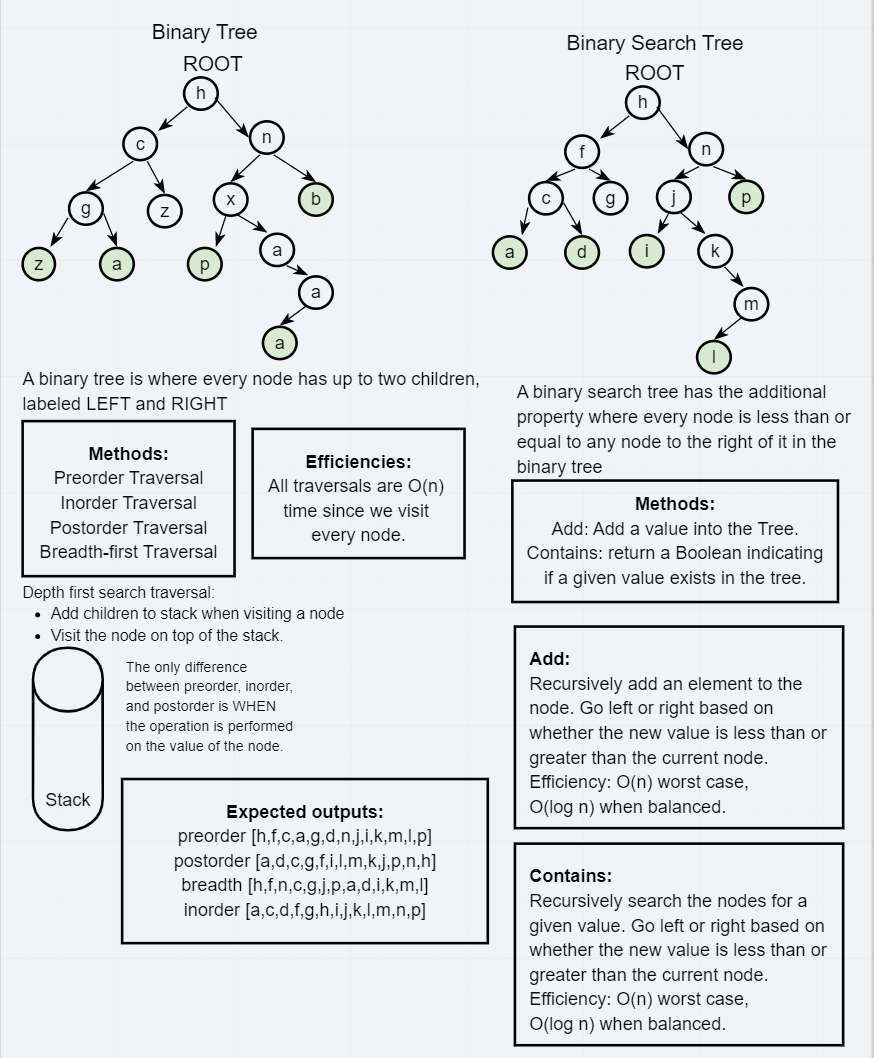 Binary Tree
ROOT
h
c
n
g
z
x
b
z
a
p
a
a
a
A binary tree is where every node has up to two children,
labeled LEFT and RIGHT
Methods:
Preorder Traversal
Inorder Traversal
Postorder Traversal
Breadth-first Traversal
Efficiencies:
All traversals are O(n)
time since we visit
every node.
Depth first search traversal:
• Add children to stack when visiting a node
• Visit the node on top of the stack.
The only difference
between preorder, inorder,
and postorder is WHEN
the operation is performed
on the value of the node.
Stack
Expected outputs:
preorder [h,f,c,a,g,d,n,j,i,k,m,l,p]
postorder [a,d,c,g,f,i,l,m,k,j,p,n,h]
breadth [h,f,n,c,g,j,p,a,d,i,k,m,l]
inorder [a,c,d,f,g,h,i,j,k,l,m,n,p]
Binary Search Tree
ROOT
h
f
n
c
g
j
p
a
d
i
k
m
l
A binary search tree has the additional
property where every node is less than or
equal to any node to the right of it in the
binary tree
Methods:
Add: Add a value into the Tree.
Contains: return a Boolean indicating
if a given value exists in the tree.
Add:
Recursively add an element to the
node. Go left or right based on
whether the new value is less than or
greater than the current node.
Efficiency: O(n) worst case,
O(log n) when balanced.
Contains:
Recursively search the nodes for a
given value. Go left or right based on
whether the new value is less than or
greater than the current node.
Efficiency: O(n) worst case,
O(log n) when balanced.